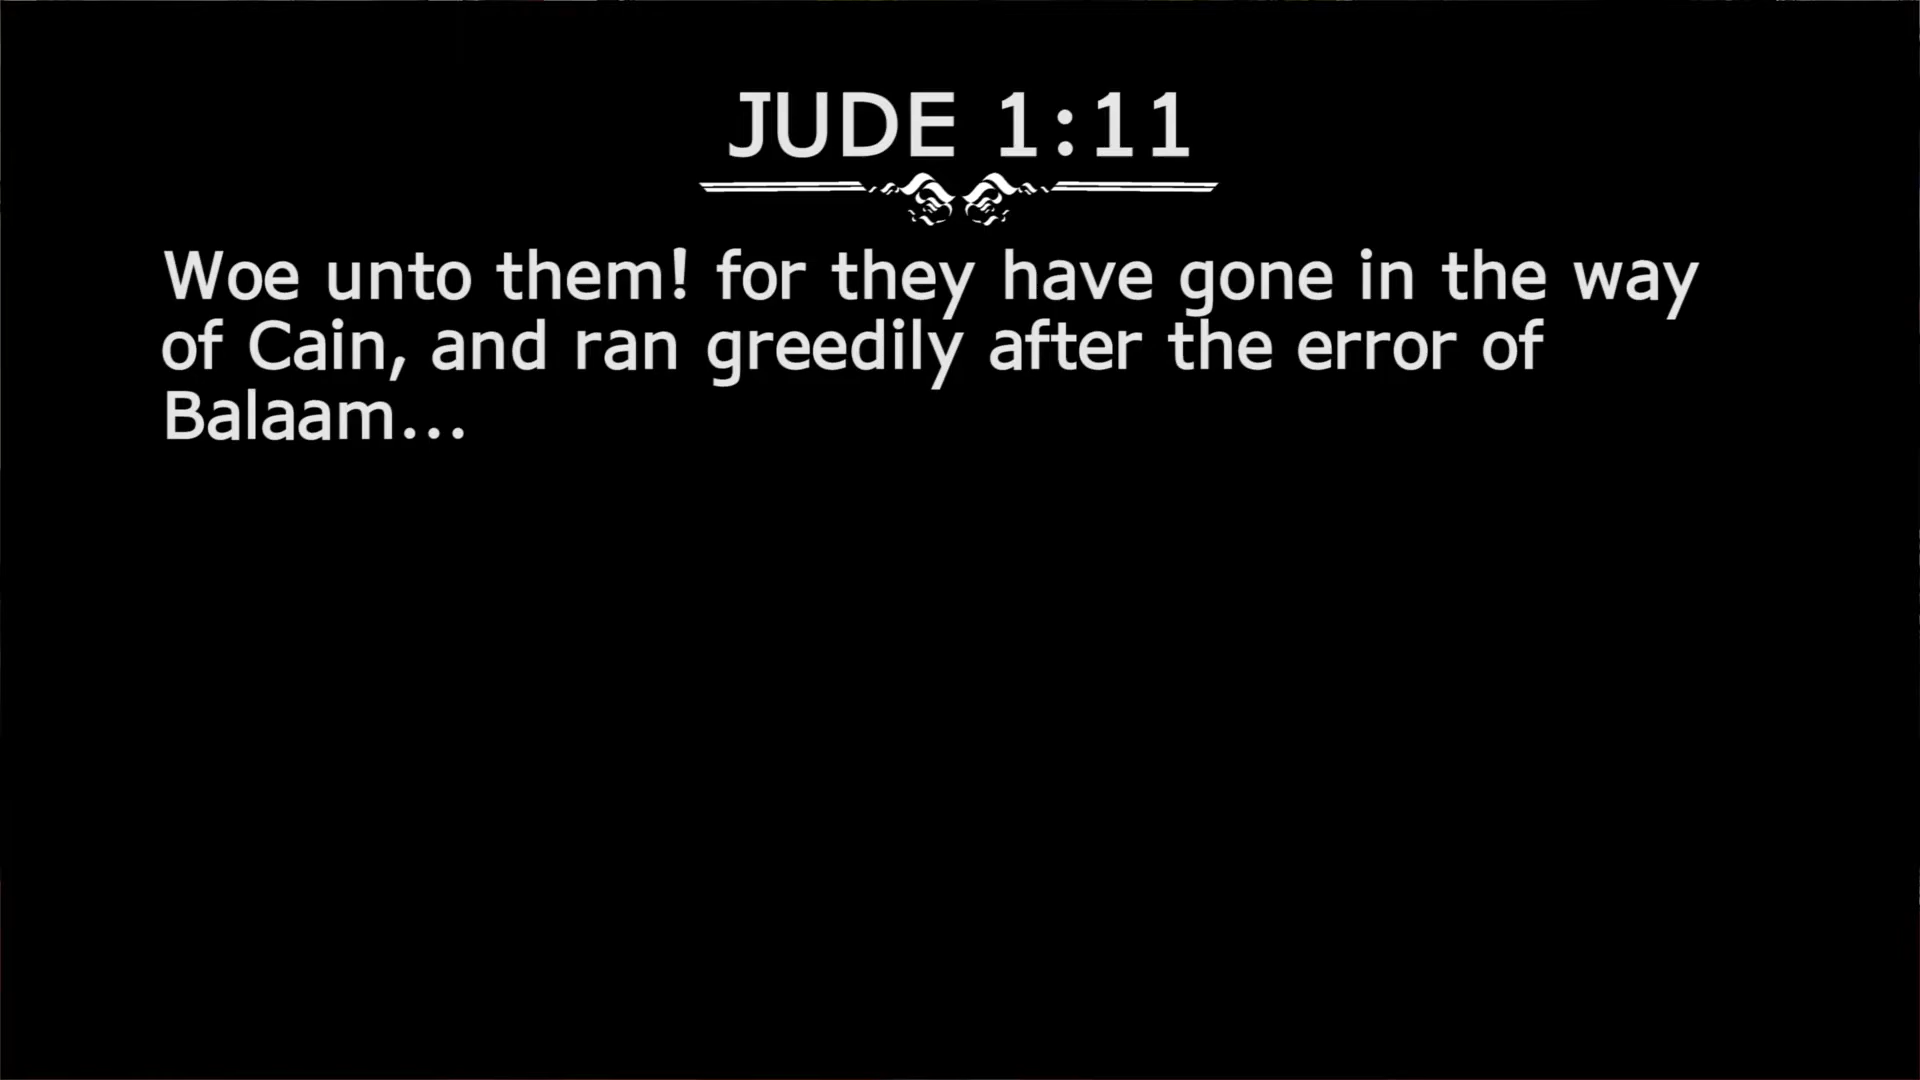 JUDE 1:11
Woe unto them! for they have gone in the way
of Cain, and ran greedily after the error of
Balaam...